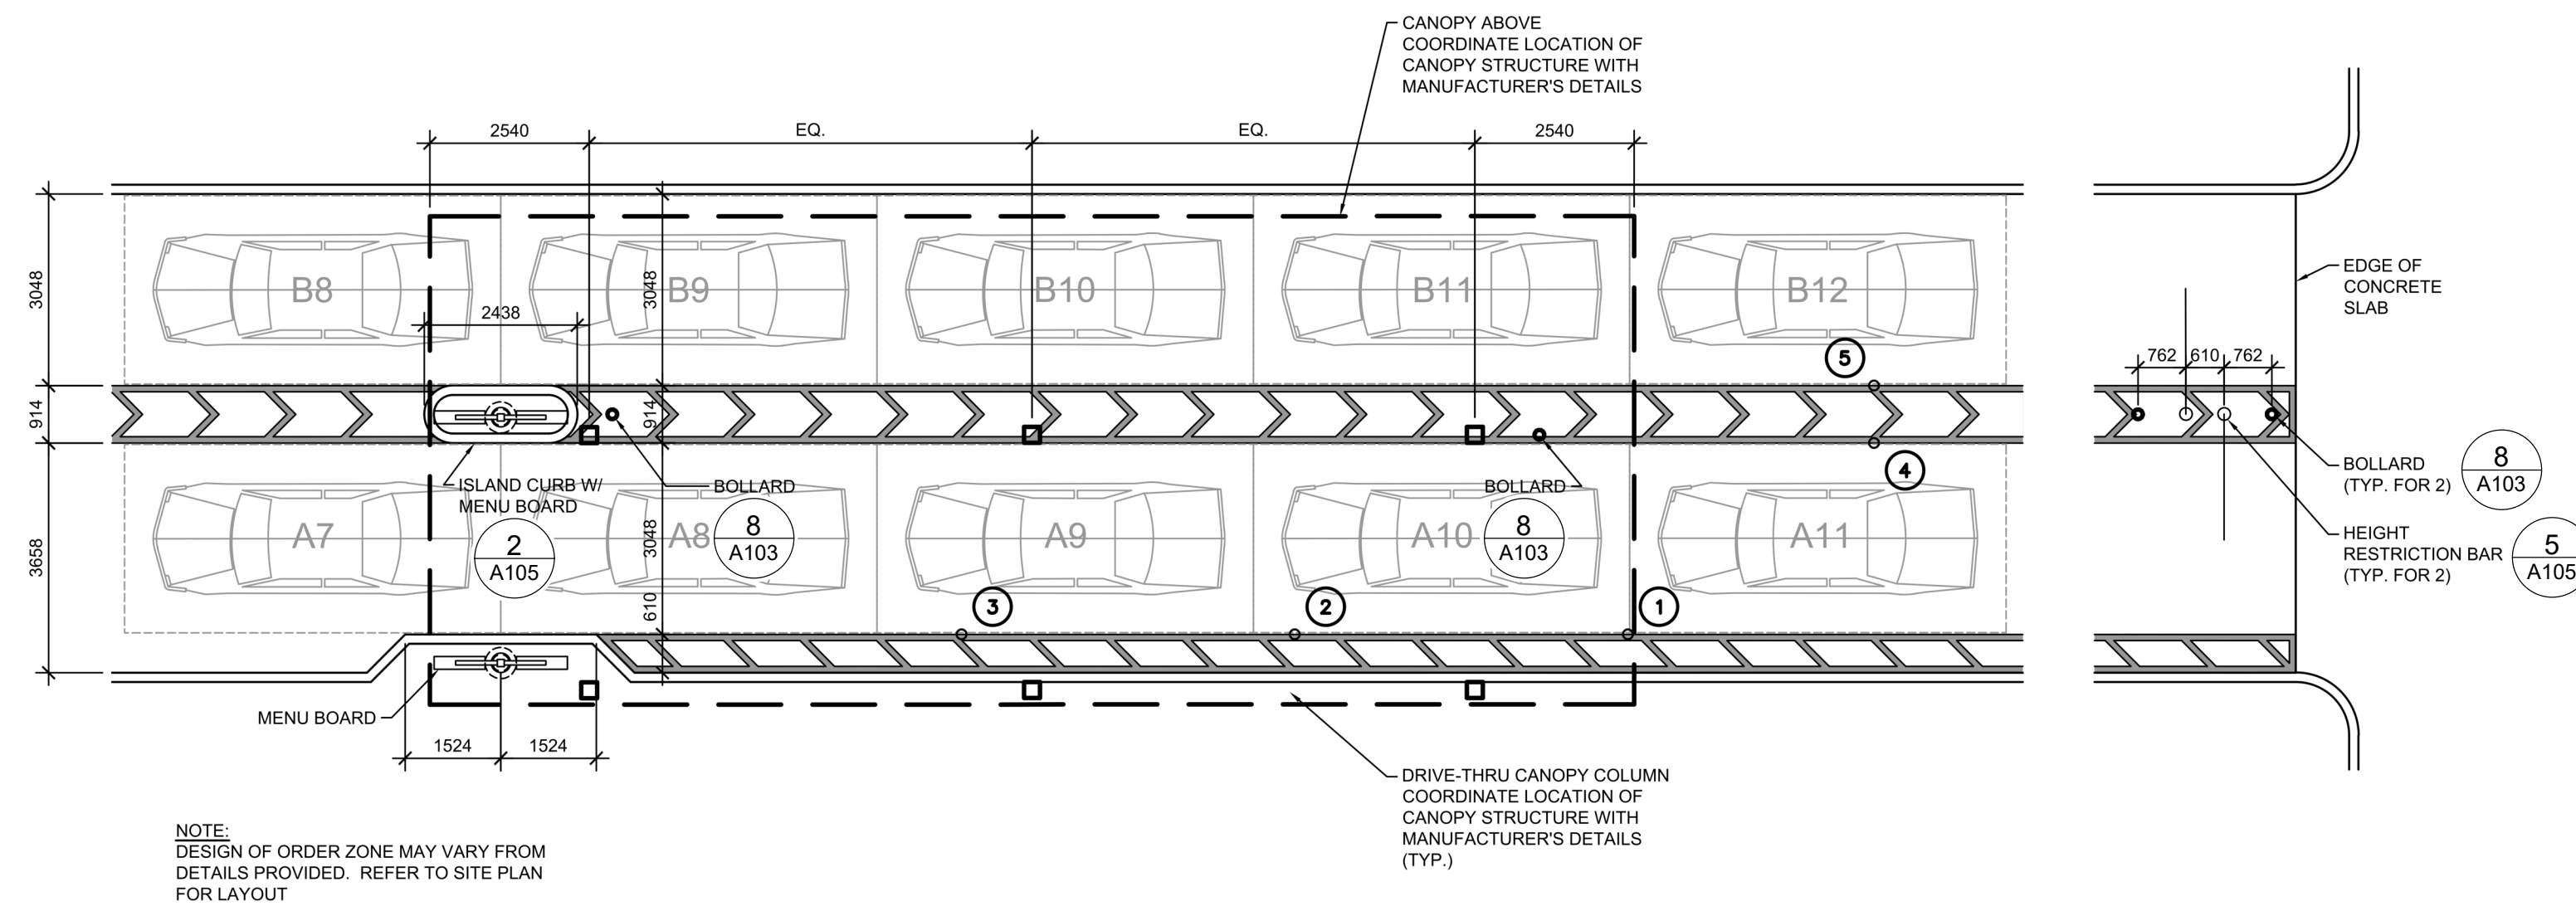 CANOPY ABOVE
COORDINATE LOCATION OF
CANOPY STRUCTURE WITH
MANUFACTURER'S DETAILS
2540
EQ.
EQ.
2540
3048
914
3658
3048
914
3048
610
2438
B8
B9
B10
B11
B12
5
762
610
762
EDGE OF
CONCRETE
SLAB
ISLAND CURB W/
MENU BOARD
2
A105
BOLLARD
8
A103
BOLLARD
8
A103
4
BOLLARD
(TYP. FOR 2)
8
A103
HEIGHT
RESTRICTION BAR
(TYP. FOR 2)
5
A105
A7
A8
A9
A10
A11
3
2
1
MENU BOARD
1524
1524
DRIVE-THRU CANOPY COLUMN
COORDINATE LOCATION OF
CANOPY STRUCTURE WITH
MANUFACTURER'S DETAILS
(TYP.)
NOTE:
DESIGN OF ORDER ZONE MAY VARY FROM
DETAILS PROVIDED. REFER TO SITE PLAN
FOR LAYOUT